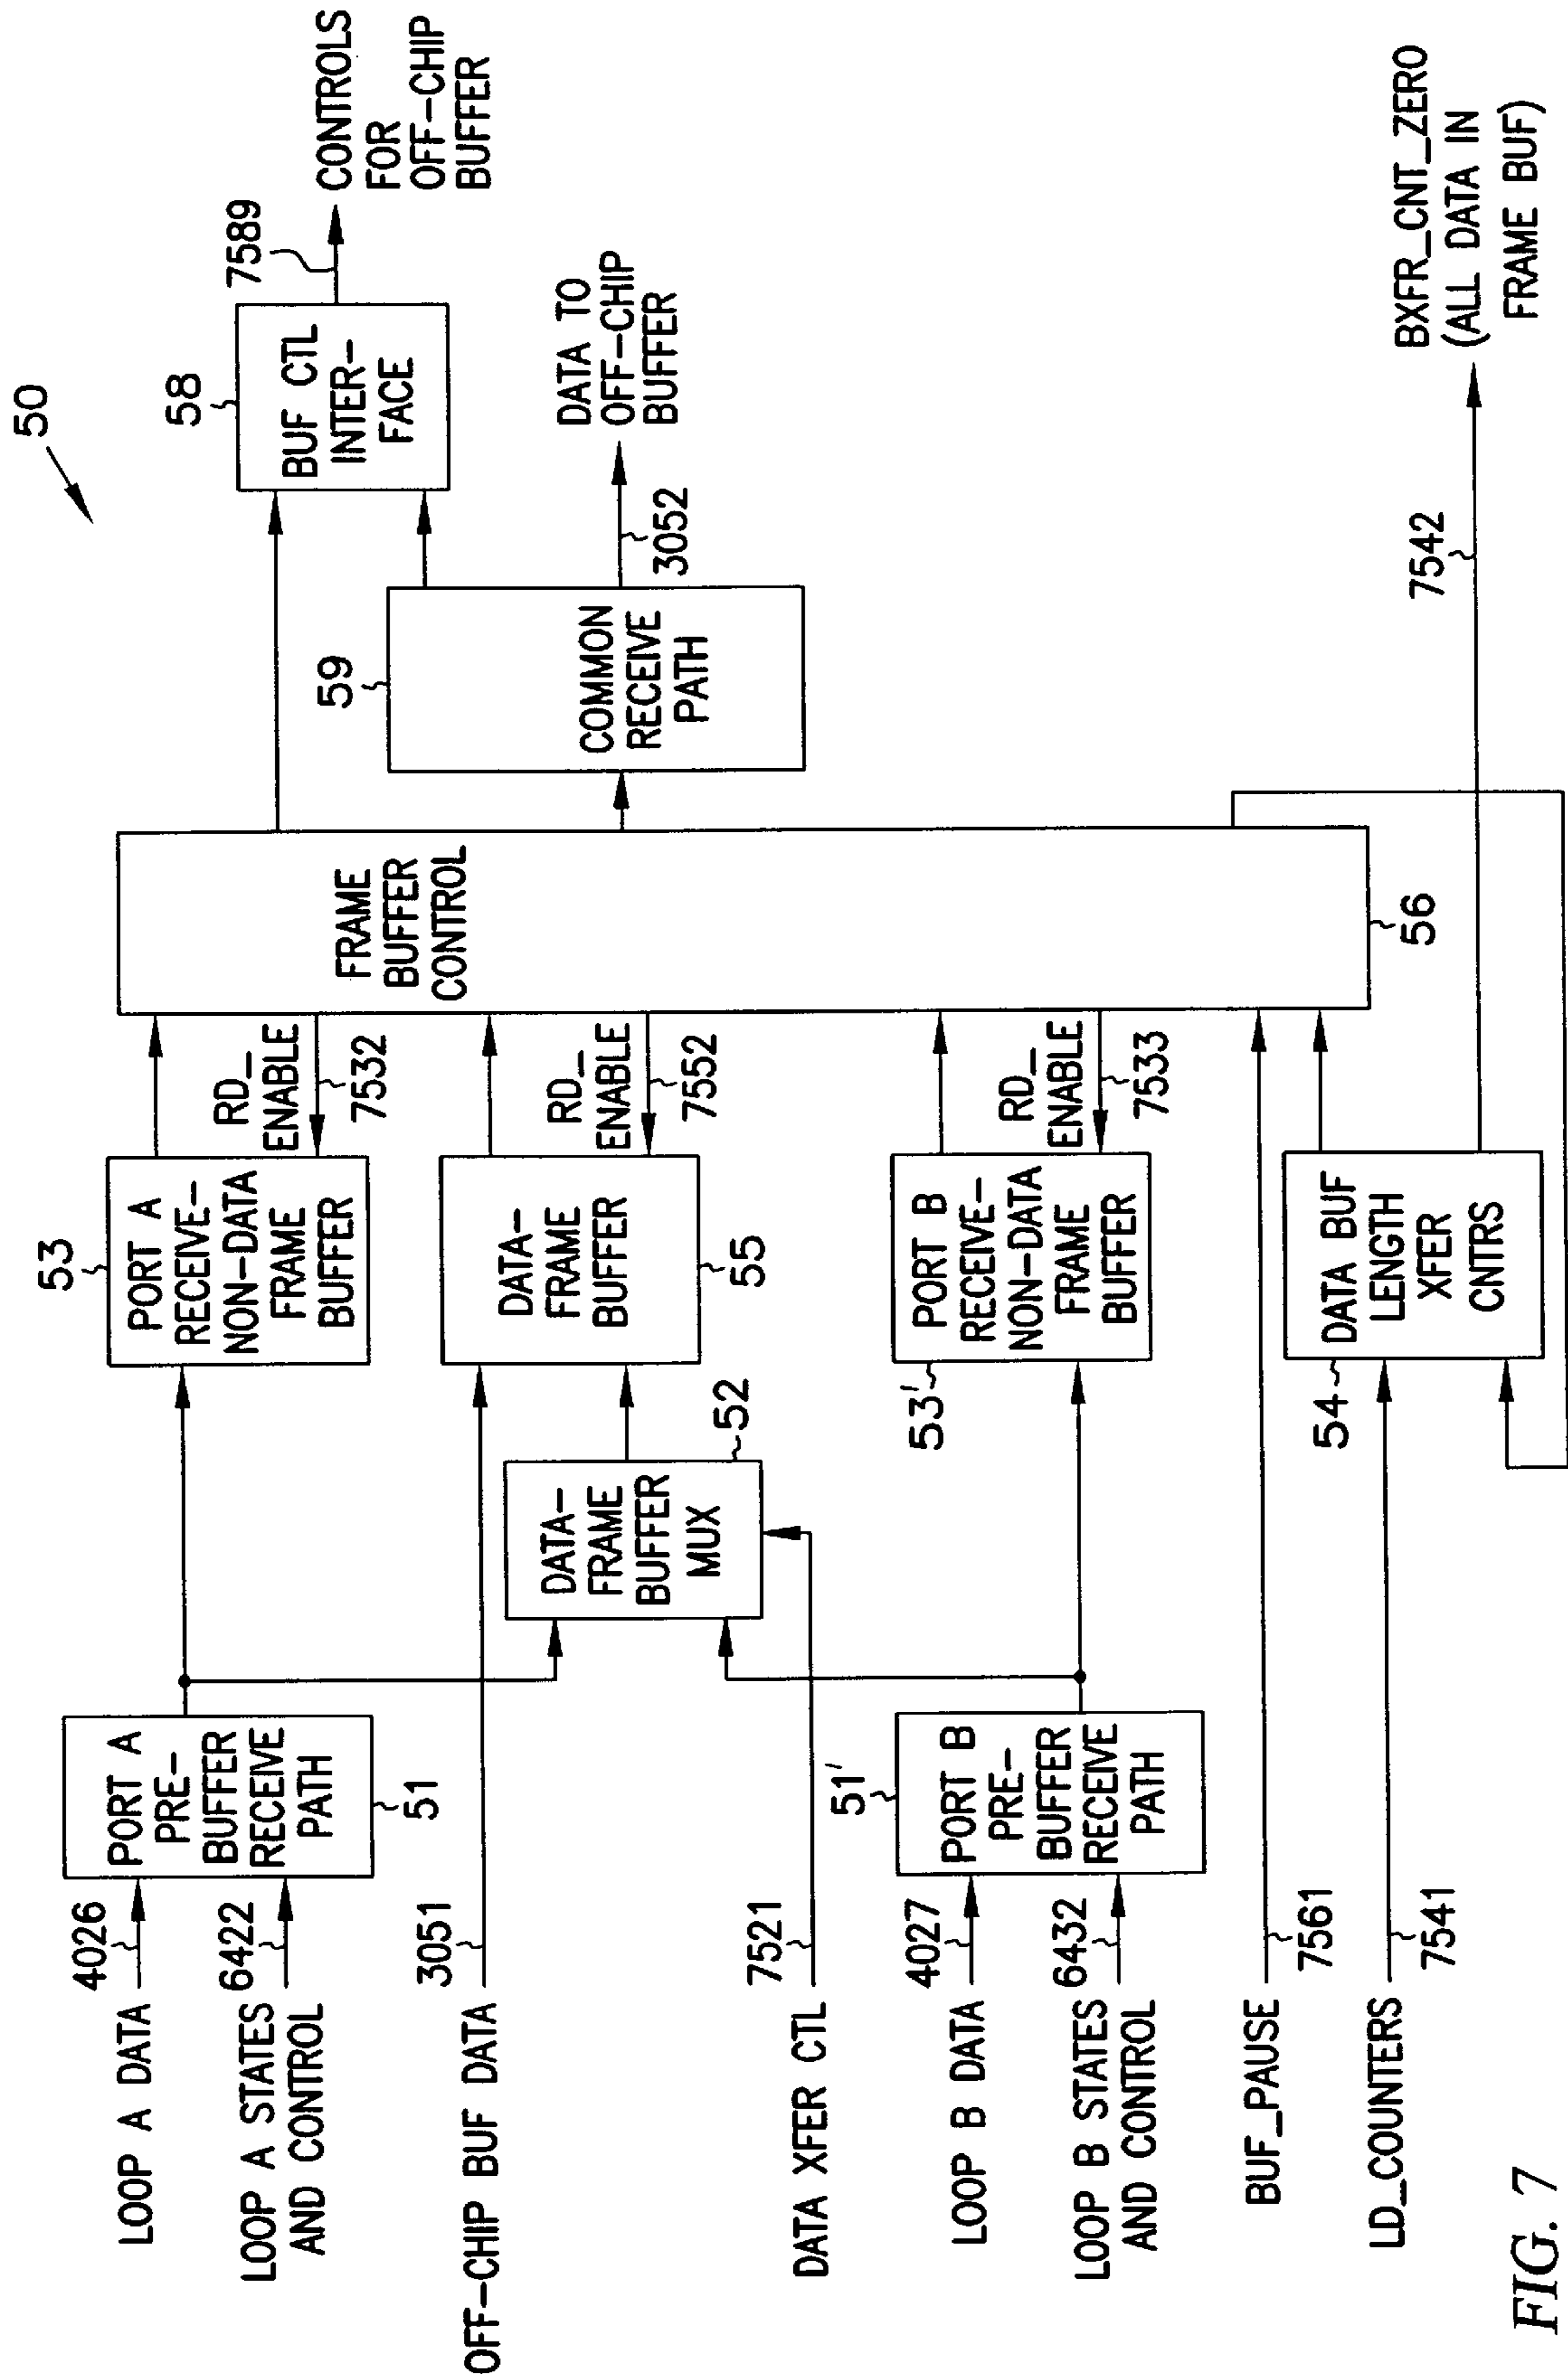 50
LOOP A DATA
4026
LOOP A STATES
AND CONTROL
6422
PORT A
PRE-
BUFFER
RECEIVE
PATH
51
OFF-CHIP BUF DATA
3051
DATA XFER CTL
7521
LOOP B DATA
4027
LOOP B STATES
AND CONTROL
6432
PORT B
PRE-
BUFFER
RECEIVE
PATH
51'
BUF_PAUSE
7561
LD_COUNTERS
7541
DATA-
FRAME
BUFFER
MUX
52
53
PORT A
RECEIVE-
NON-DATA
FRAME
BUFFER
RD_
ENABLE
7532
DATA-
FRAME
BUFFER
55
RD_
ENABLE
7552
53'
PORT B
RECEIVE-
NON-DATA
FRAME
BUFFER
RD_
ENABLE
7533
54
DATA BUF
LENGTH
XFER
CNTRS
FRAME
BUFFER
CONTROL
56
59
COMMON
RECEIVE
PATH
58
BUF CTL
INTER-
FACE
7589
CONTROLS
FOR
OFF-CHIP
BUFFER
3052
DATA TO
OFF-CHIP
BUFFER
7542
BXFR_CNT_ZERO
(ALL DATA IN
FRAME BUF)
FIG. 7